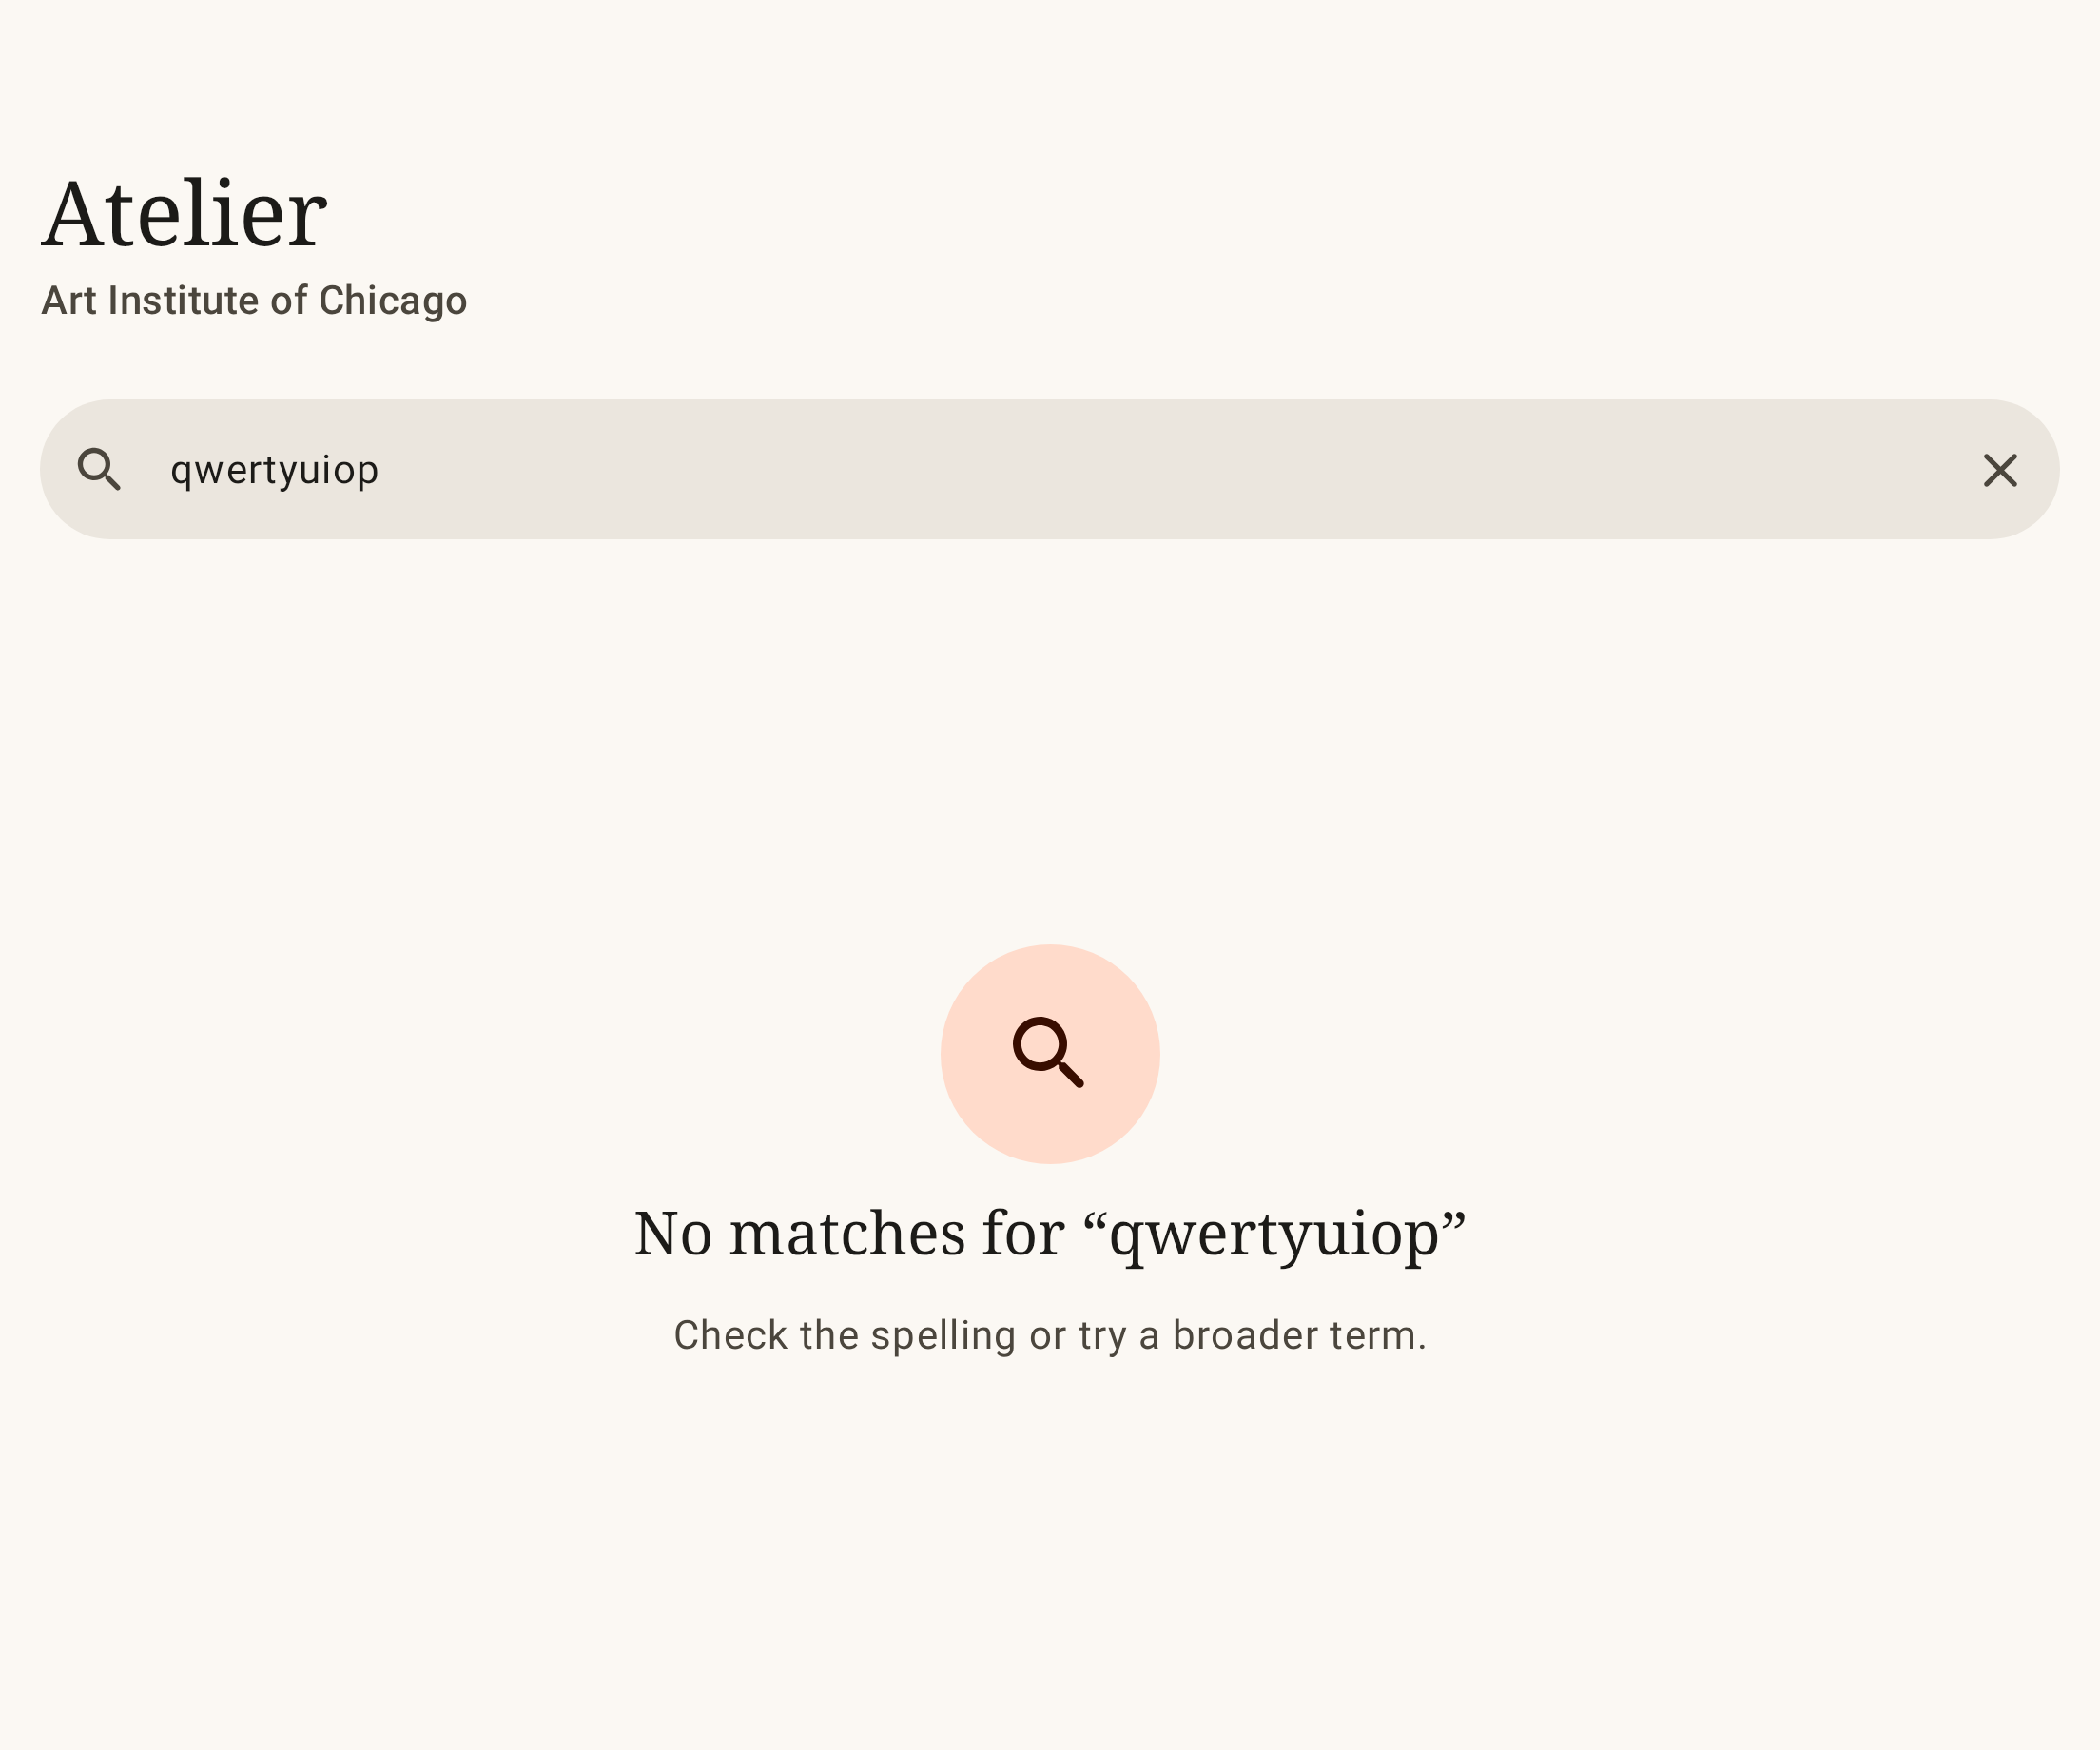 Atelier
Art Institute of Chicago
qwertyuiop
No matches for “qwertyuiop”
Check the spelling or try a broader term.